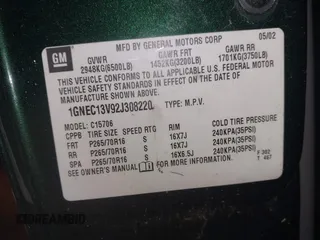 GM
MFD BY GENERAL MOTORS CORP 05/02
GVWR GAWR FRT GAWR RR
2948KG(6500LB) 1452KG(3200LB) 1701KG(3750LB)
THIS VEHICLE CONFORMS TO ALL APPLICABLE U.S. FEDERAL MOTOR
VEHICLE SAFETY STANDARDS IN EFFECT ON THE DATE OF
MANUFACTURE SHOWN ABOVE.
1GNEC13V92J308220 TYPE: M.P.V.
MODEL: C15706
CPPB TIRE SIZE SPEED RTG RIM COLD TIRE PRESSURE
FRT P265/70R16 S 16X7J 240KPA(35PSI)
RR P265/70R16 S 16X7J 240KPA(35PSI)
SPA P265/70R16 S 16X6.5J 240KPA(35PSI)
SEE OWNER'S MANUAL FOR MORE INFORMATION.